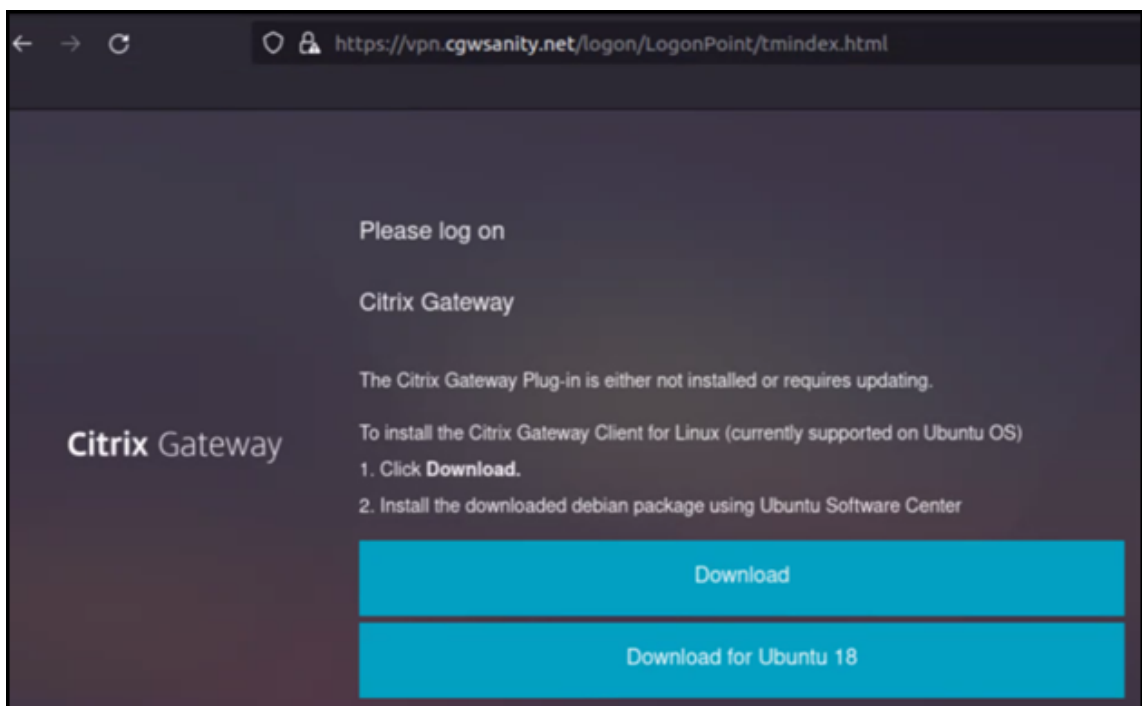 https://vpn.cgwsanity.net/logon/LogonPoint/tmindex.html
Please log on
Citrix Gateway
The Citrix Gateway Plug-in is either not installed or requires updating.
Citrix Gateway
To install the Citrix Gateway Client for Linux (currently supported on Ubuntu OS)
1. Click Download.
2. Install the downloaded debian package using Ubuntu Software Center
Download
Download for Ubuntu 18